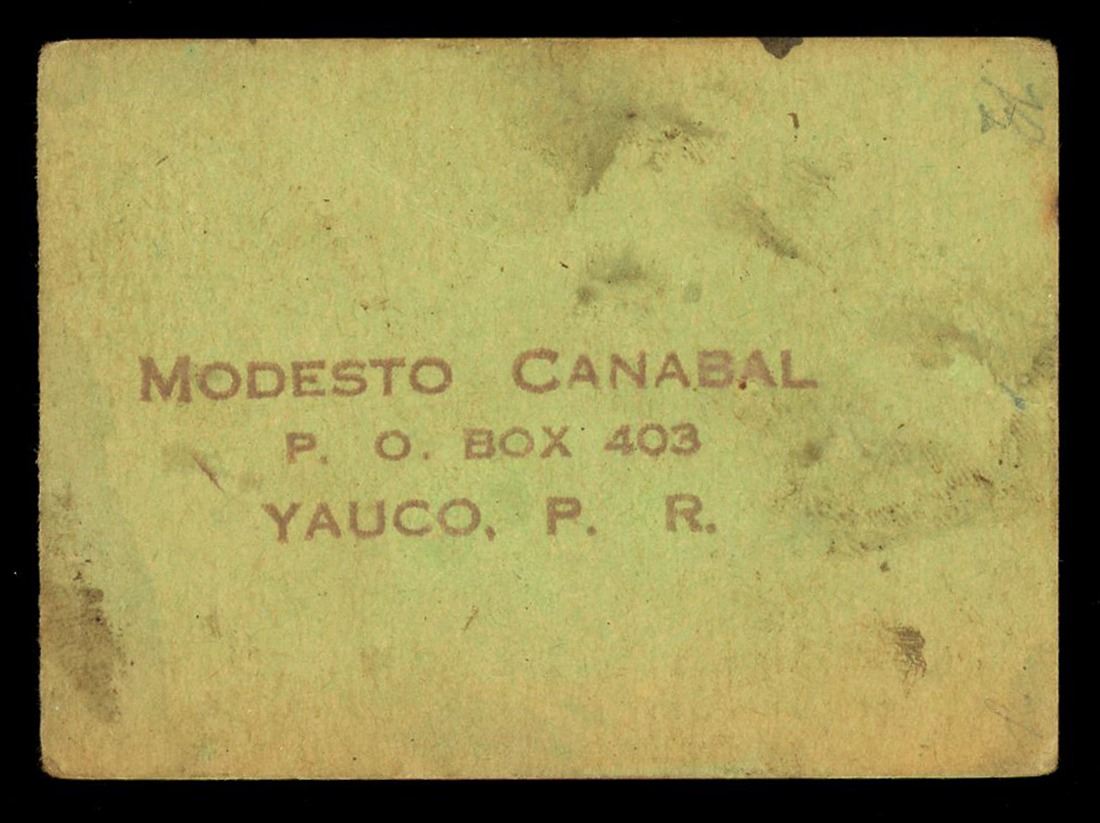 MODESTO CANABAL
P. O. BOX 403
YAUCO, P. R.